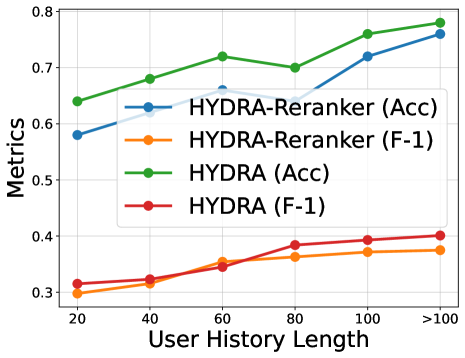 0.8
0.7
0.6
0.5
0.4
0.3
Metrics
HYDRA-Reranker (Acc)
HYDRA-Reranker (F-1)
HYDRA (Acc)
HYDRA (F-1)
20 40 60 80 100 >100
User History Length